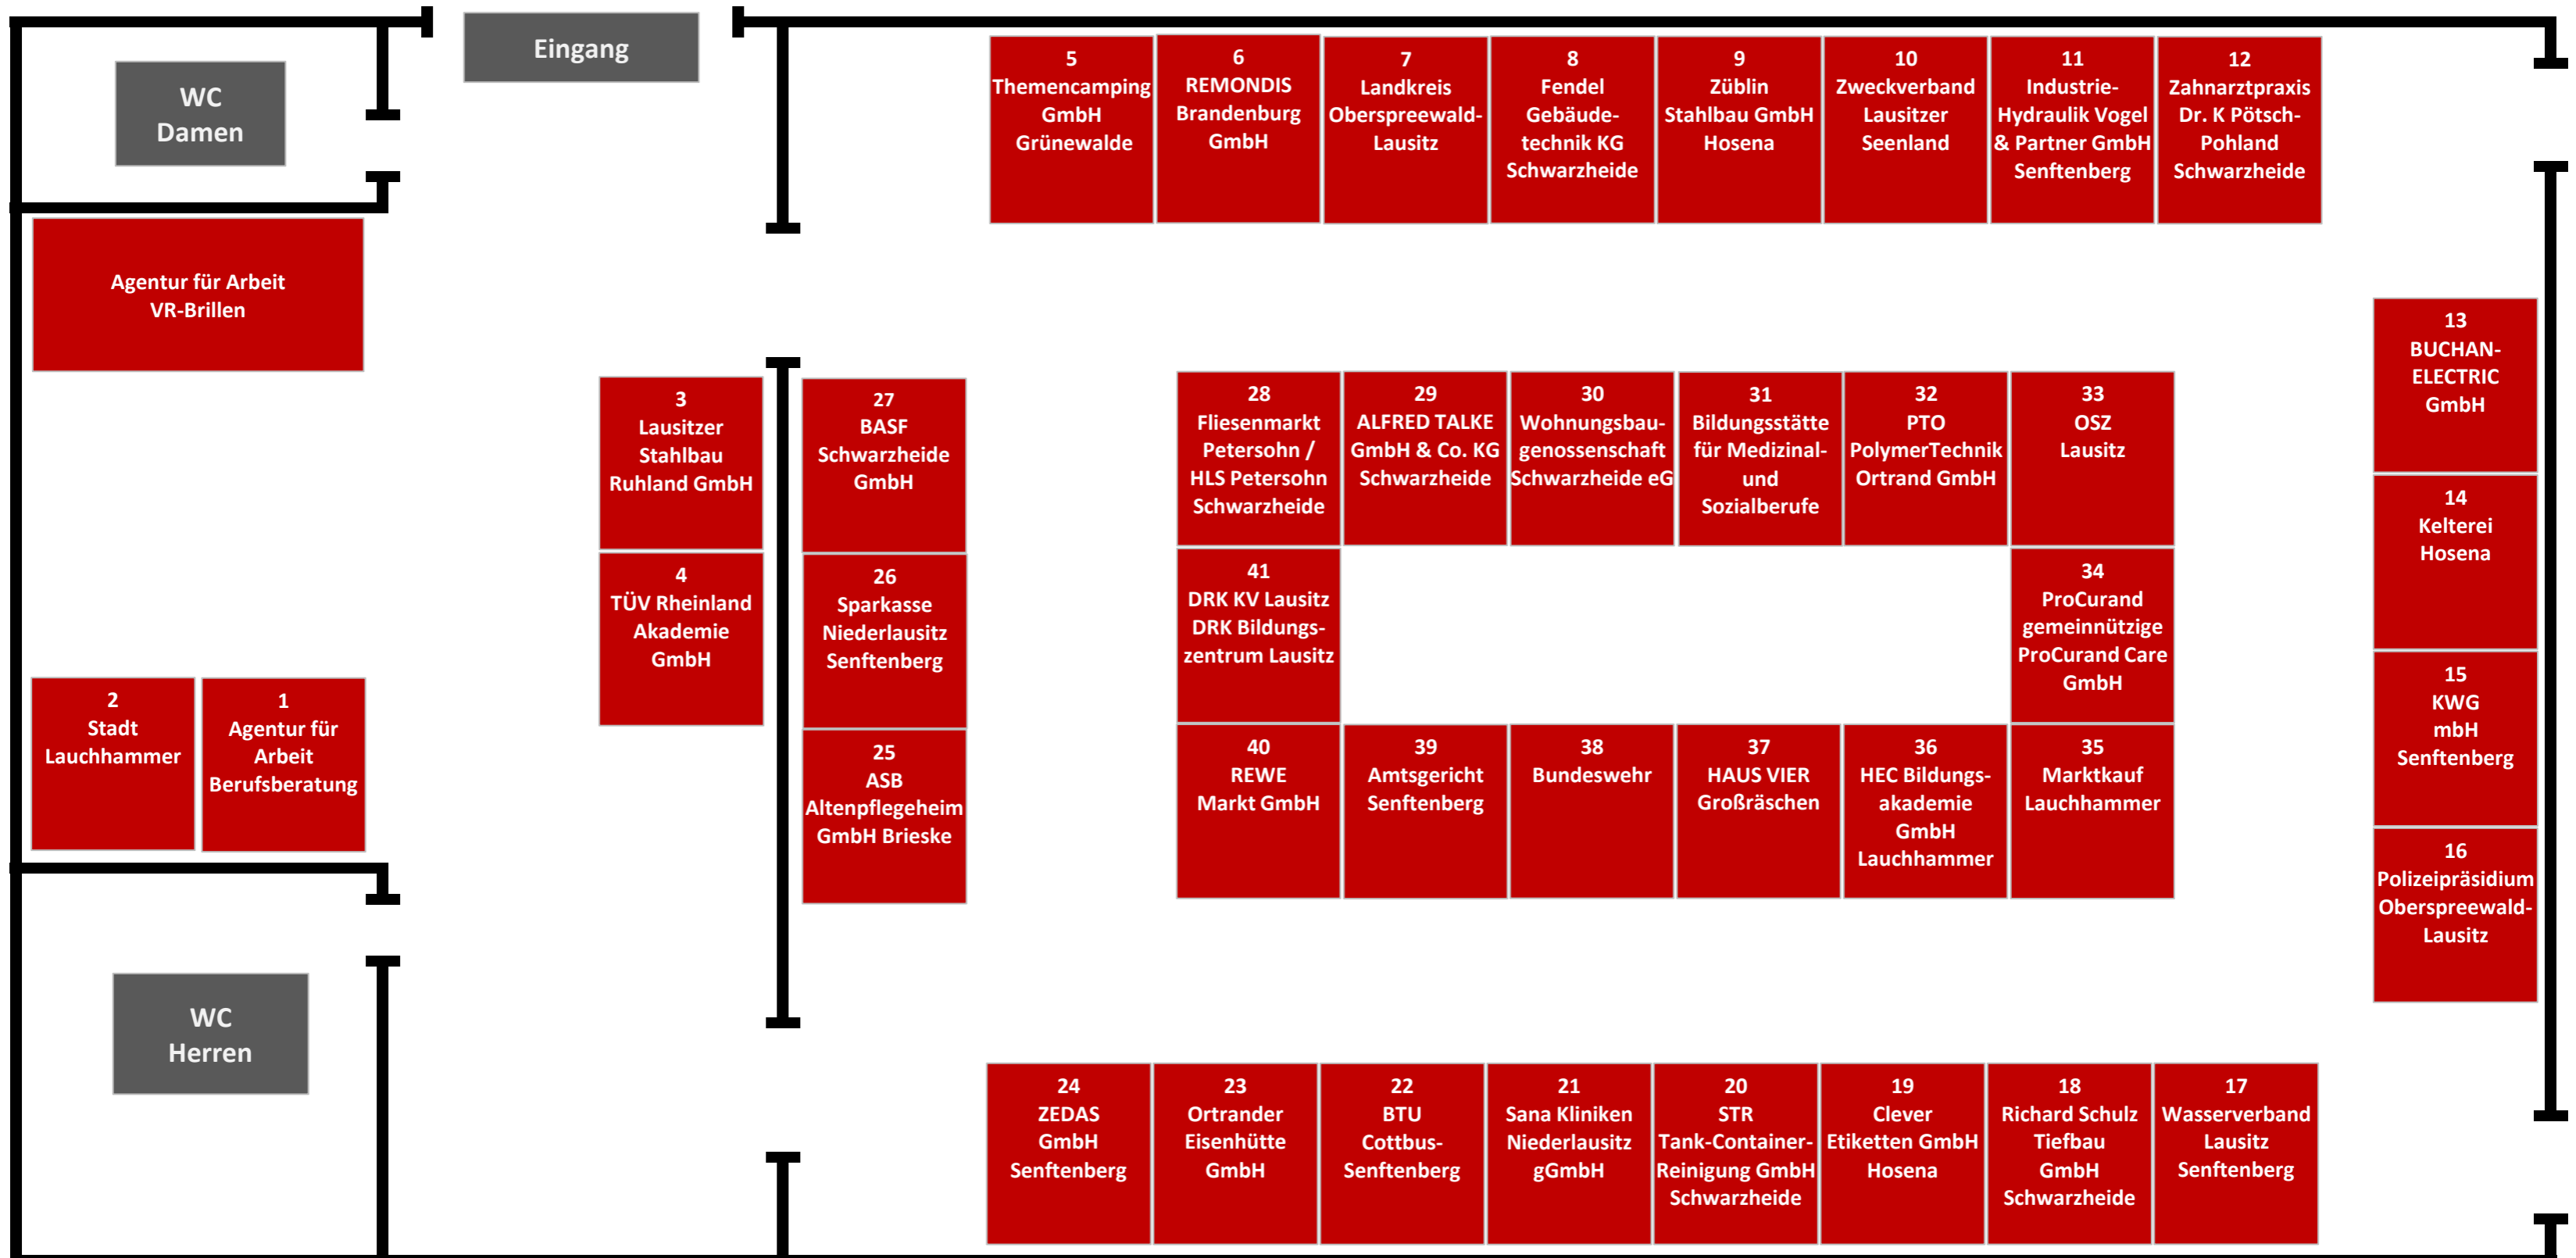 Eingang
WC
Damen
5
Themencamping
GmbH
Grünewalde
6
REMONDIS
Brandenburg
GmbH
7
Landkreis
Oberspreewald-
Lausitz
8
Fendel
Gebäude-
technik KG
Schwarzheide
9
Züblin
Stahlbau GmbH
Hosena
10
Zweckverband
Lausitzer
Seenland
11
Industrie-
Hydraulik Vogel
& Partner GmbH
Senftenberg
12
Zahnarztpraxis
Dr. K Pötsch-
Pohland
Schwarzheide
Agentur für Arbeit
VR-Brillen
13
BUCHAN-
ELECTRIC
GmbH
3
Lausitzer
Stahlbau
Ruhland GmbH
27
BASF
Schwarzheide
GmbH
28
Fliesenmarkt
Petersohn /
HLS Petersohn
Schwarzheide
29
ALFRED TALKE
GmbH & Co. KG
Schwarzheide
30
Wohnungsbau-
genossenschaft
Schwarzheide eG
31
Bildungsstätte
für Medizinal-
und
Sozialberufe
32
PTO
PolymerTechnik
Ortrand GmbH
33
OSZ
Lausitz
14
Kelterei
Hosena
4
TÜV Rheinland
Akademie
GmbH
26
Sparkasse
Niederlausitz
Senftenberg
41
DRK KV Lausitz
DRK Bildungs-
zentrum Lausitz
34
ProCurand
gemeinnützige
ProCurand Care
GmbH
15
KWG
mbH
Senftenberg
2
Stadt
Lauchhammer
1
Agentur für
Arbeit
Berufsberatung
25
ASB
Altenpflegeheim
GmbH Brieske
40
REWE
Markt GmbH
39
Amtsgericht
Senftenberg
38
Bundeswehr
37
HAUS VIER
Großräschen
36
HEC Bildungs-
akademie
GmbH
Lauchhammer
35
Marktkauf
Lauchhammer
16
Polizeipräsidium
Oberspreewald-
Lausitz
WC
Herren
24
ZEDAS
GmbH
Senftenberg
23
Ortrander
Eisenhütte
GmbH
22
BTU
Cottbus-
Senftenberg
21
Sana Kliniken
Niederlausitz
gGmbH
20
STR
Tank-Container-
Reinigung GmbH
Schwarzheide
19
Clever
Etiketten GmbH
Hosena
18
Richard Schulz
Tiefbau
GmbH
Schwarzheide
17
Wasserverband
Lausitz
Senftenberg